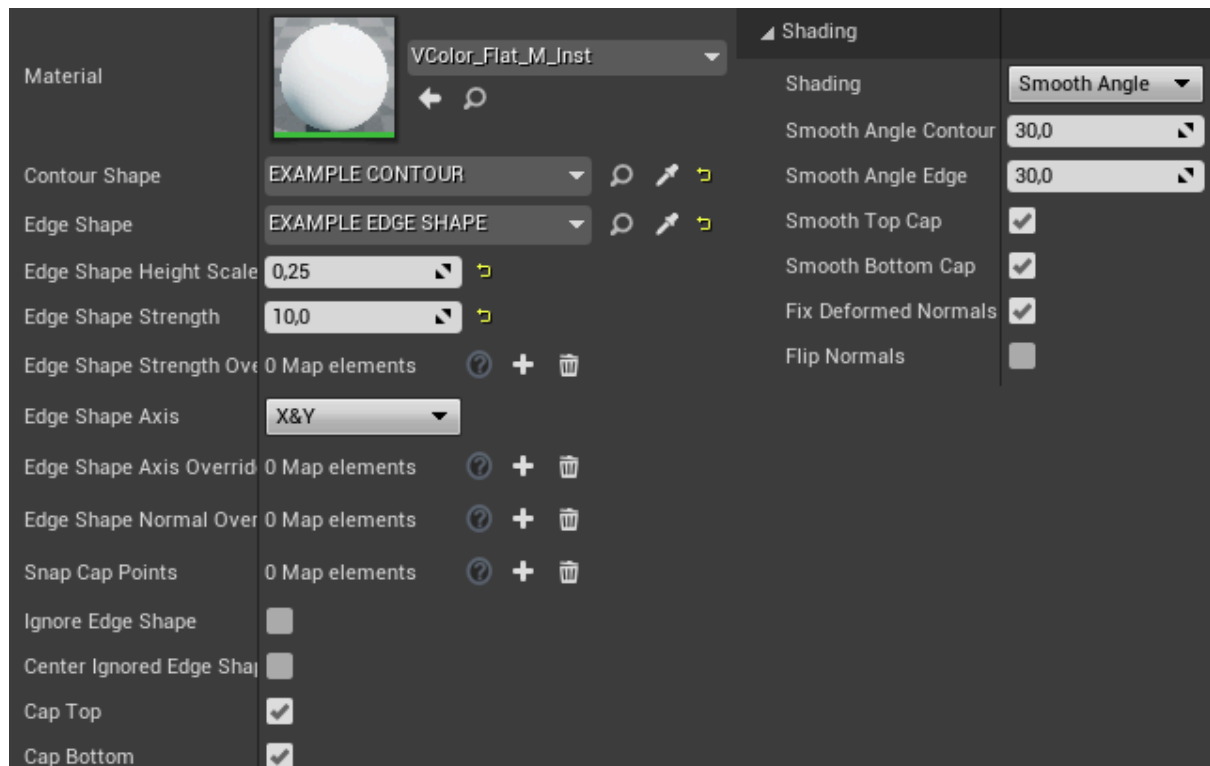 Material
VColor_Flat_M_Inst
Contour Shape EXAMPLE CONTOUR
Edge Shape EXAMPLE EDGE SHAPE
Edge Shape Height Scale 0,25
Edge Shape Strength 10,0
Edge Shape Strength Ove 0 Map elements
Edge Shape Axis X&Y
Edge Shape Axis Overrid 0 Map elements
Edge Shape Normal Over 0 Map elements
Snap Cap Points 0 Map elements
Ignore Edge Shape
Center Ignored Edge Shap
Cap Top
Cap Bottom
Shading
Shading Smooth Angle
Smooth Angle Contour 30,0
Smooth Angle Edge 30,0
Smooth Top Cap
Smooth Bottom Cap
Fix Deformed Normals
Flip Normals